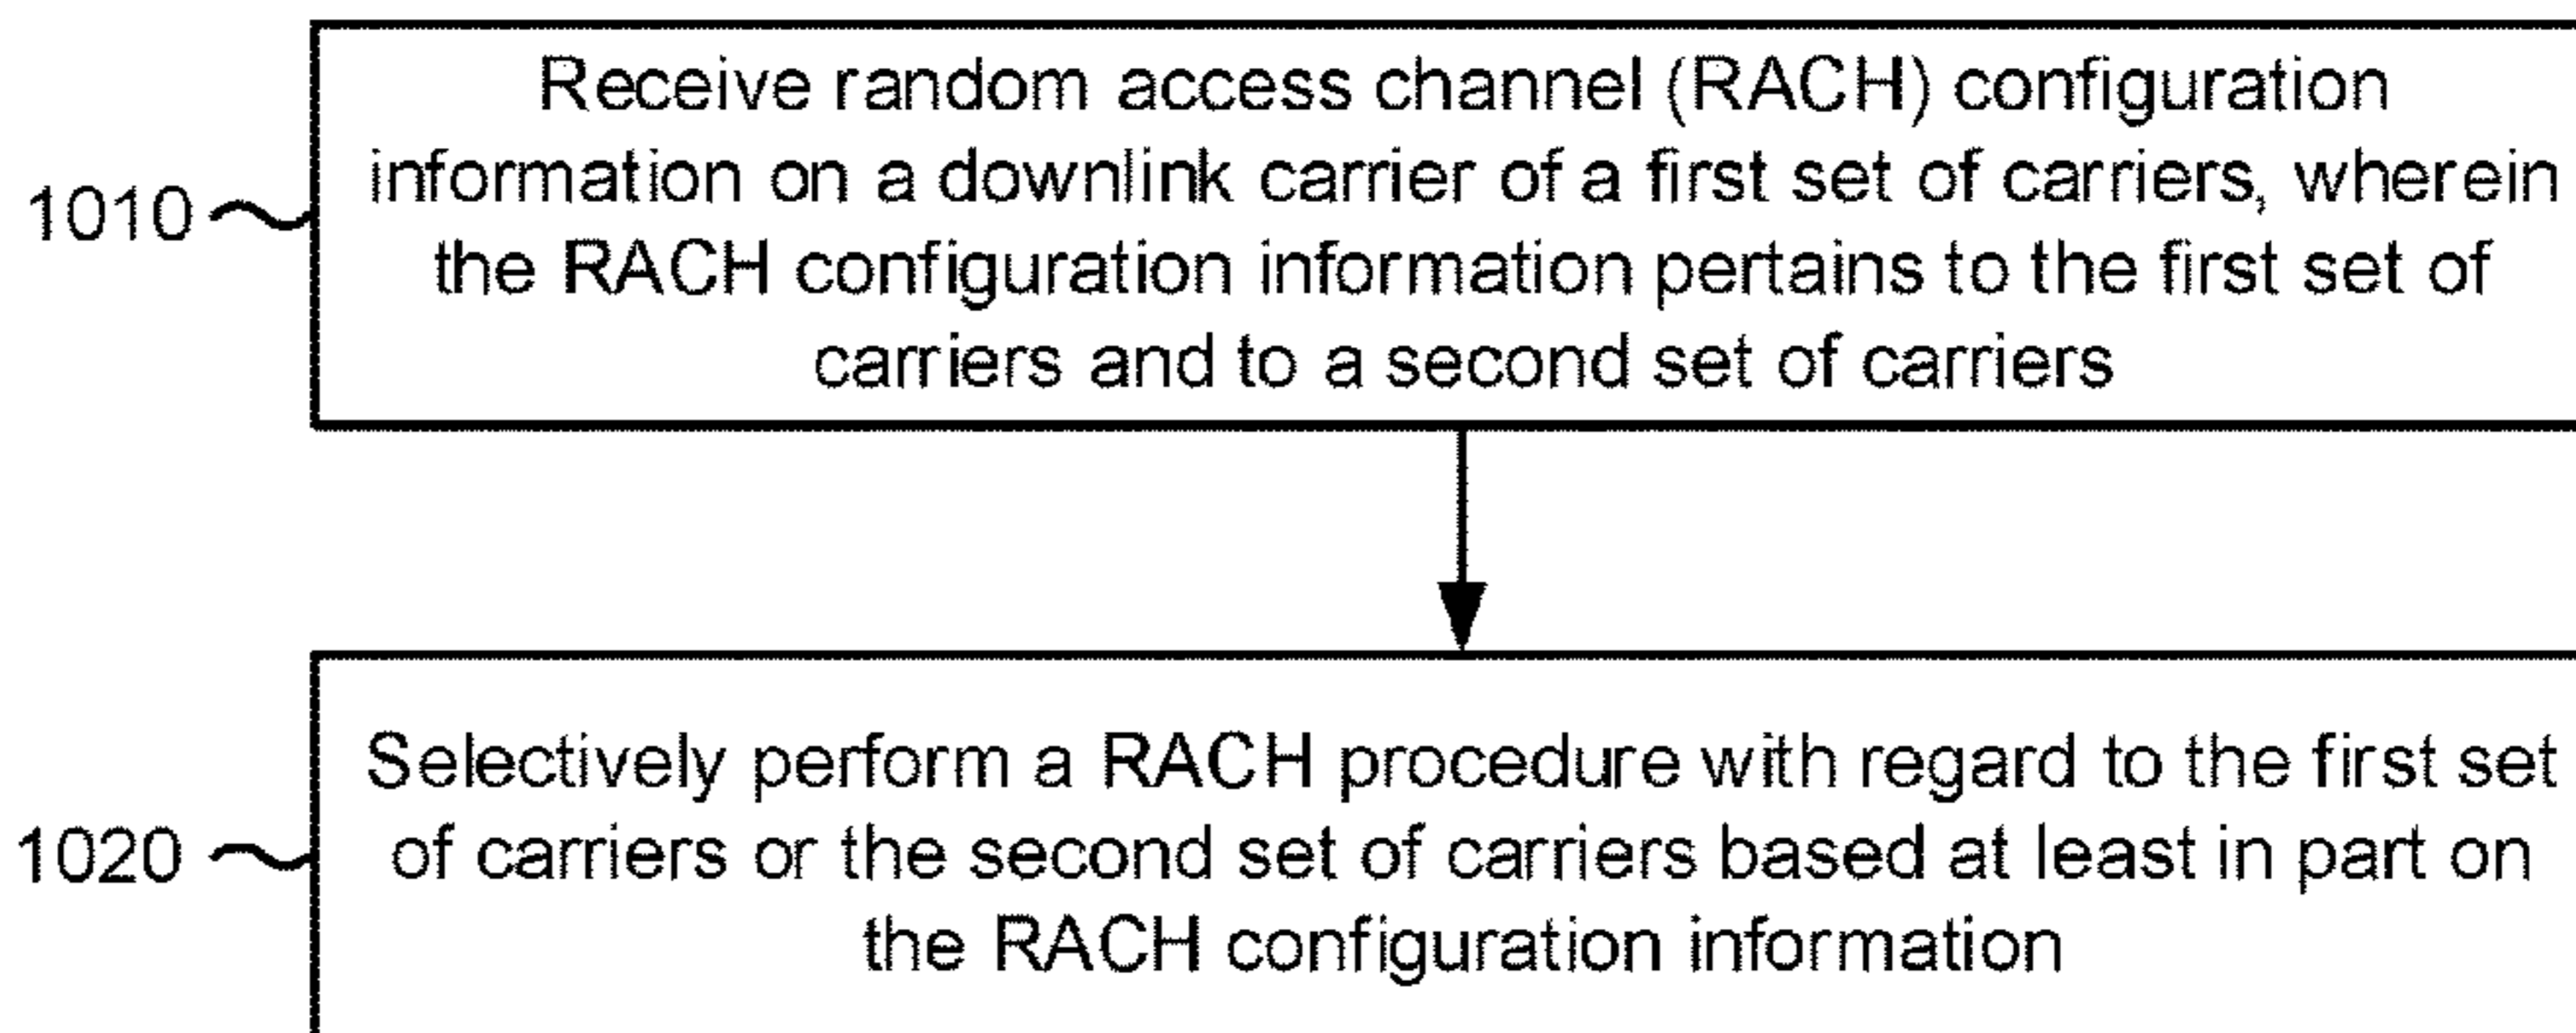 Receive random access channel (RACH) configuration
information on a downlink carrier of a first set of carriers, wherein
1010
the RACH configuration information pertains to the first set of
carriers and to a second set of carriers
Selectively perform a RACH procedure with regard to the first set
1020
of carriers or the second set of carriers based at least in part on
the RACH configuration information